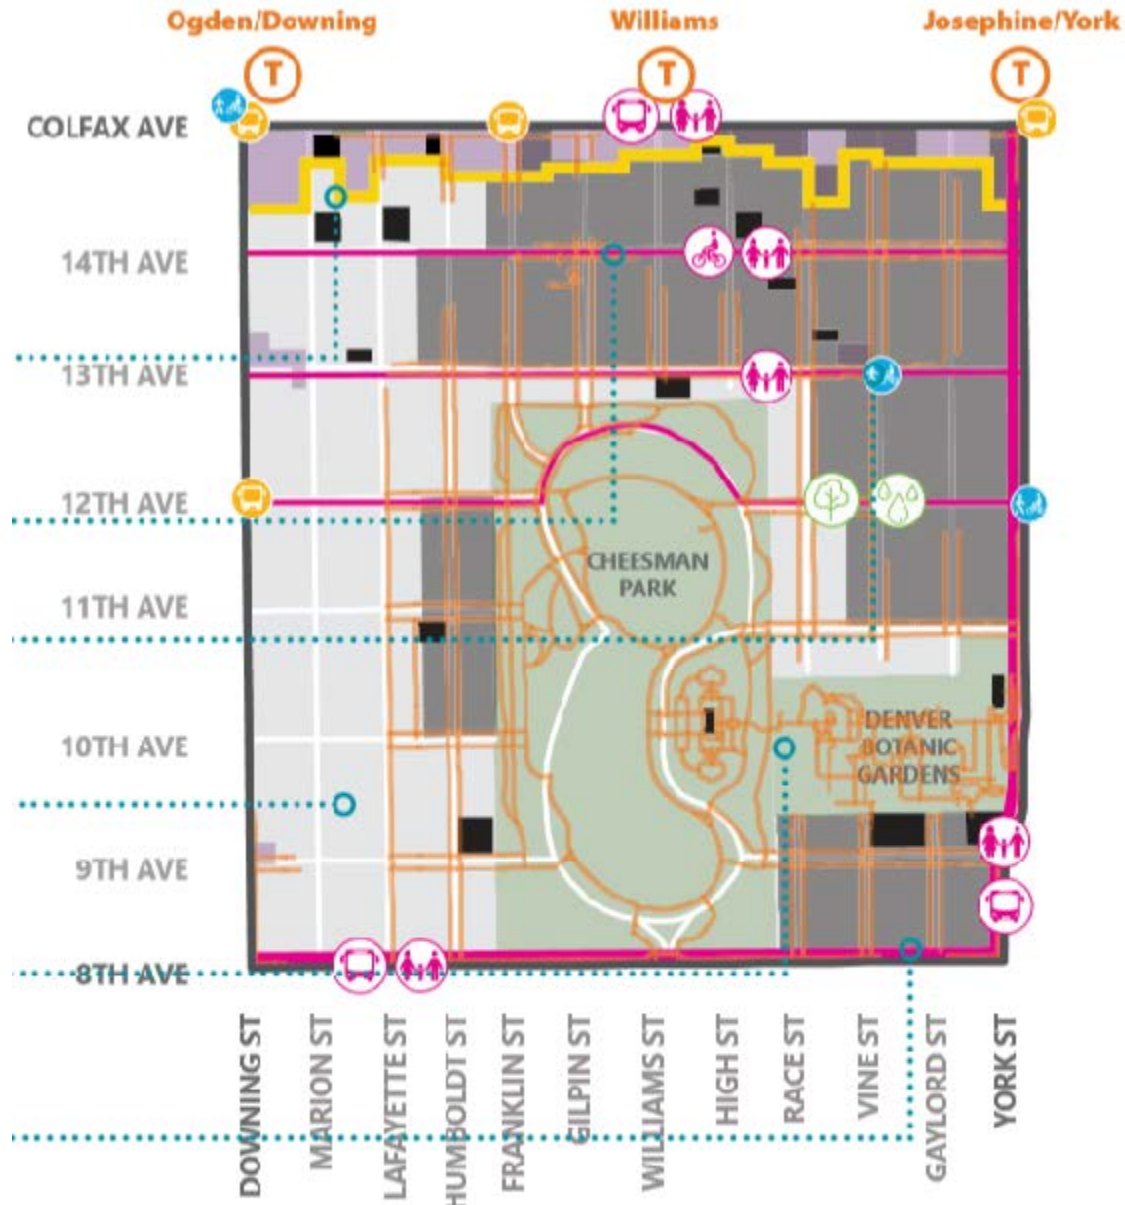 Ogden/Downing
Williams
Josephine/York
T
T
T
COLFAX AVE
14TH AVE
13TH AVE
12TH AVE
CHEESMAN
PARK
11TH AVE
10TH AVE
DENVER
BOTANIC
GARDENS
9TH AVE
8TH AVE
DOWNING ST
MARION ST
LAFAYETTE ST
HUMBOLDT ST
FRANKLIN ST
GILPIN ST
WILLIAMS ST
HIGH ST
RACE ST
VINE ST
GAYLORD ST
YORK ST